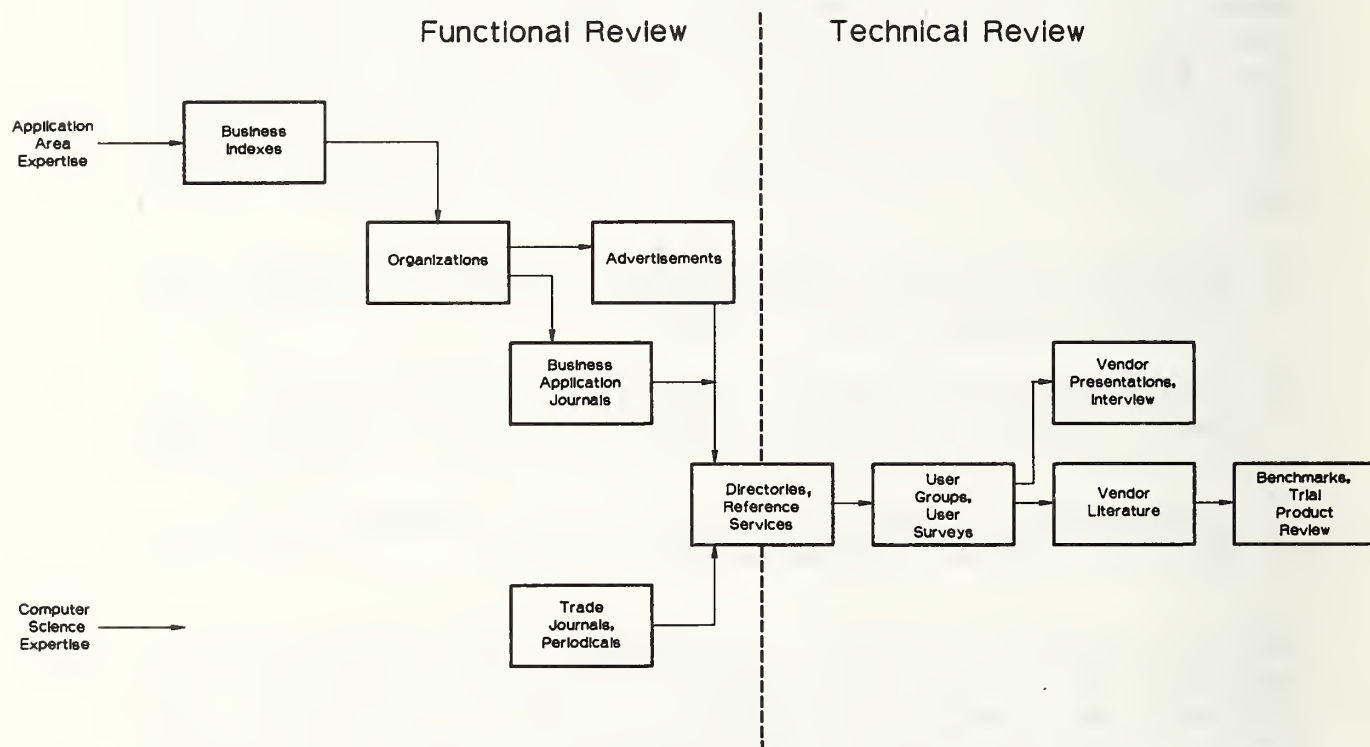 Functional Review
Technical Review
Application
Area
Expertise
Business
Indexes
Organizations
Advertisements
Business
Application
Journals
Vendor
Presentations,
Interview
Directories,
Reference
Services
User
Groups,
User
Surveys
Vendor
Literature
Benchmarks,
Trial
Product
Review
Computer
Science
Expertise
Trade
Journals,
Periodicals